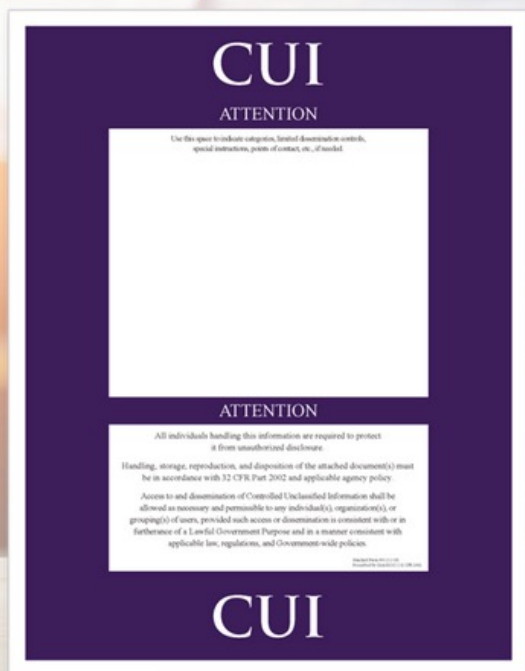 CUI
ATTENTION
Use this space to indicate categories, limited dissemination controls,
special instructions, points of contact, etc., if needed.
ATTENTION
All individuals handling this information are required to protect
it from unauthorized disclosure.
Handling, storage, reproduction, and disposition of the attached document(s) must
be in accordance with 32 CFR Part 2002 and applicable agency policy.
Access to and dissemination of Controlled Unclassified Information shall be
allowed as necessary and permissible to any individual(s), organization(s), or
grouping(s) of users, provided such access or dissemination is consistent with or in
furtherance of a Lawful Government Purpose and in a manner consistent with
applicable law, regulations, and Government-wide policies.
CUI